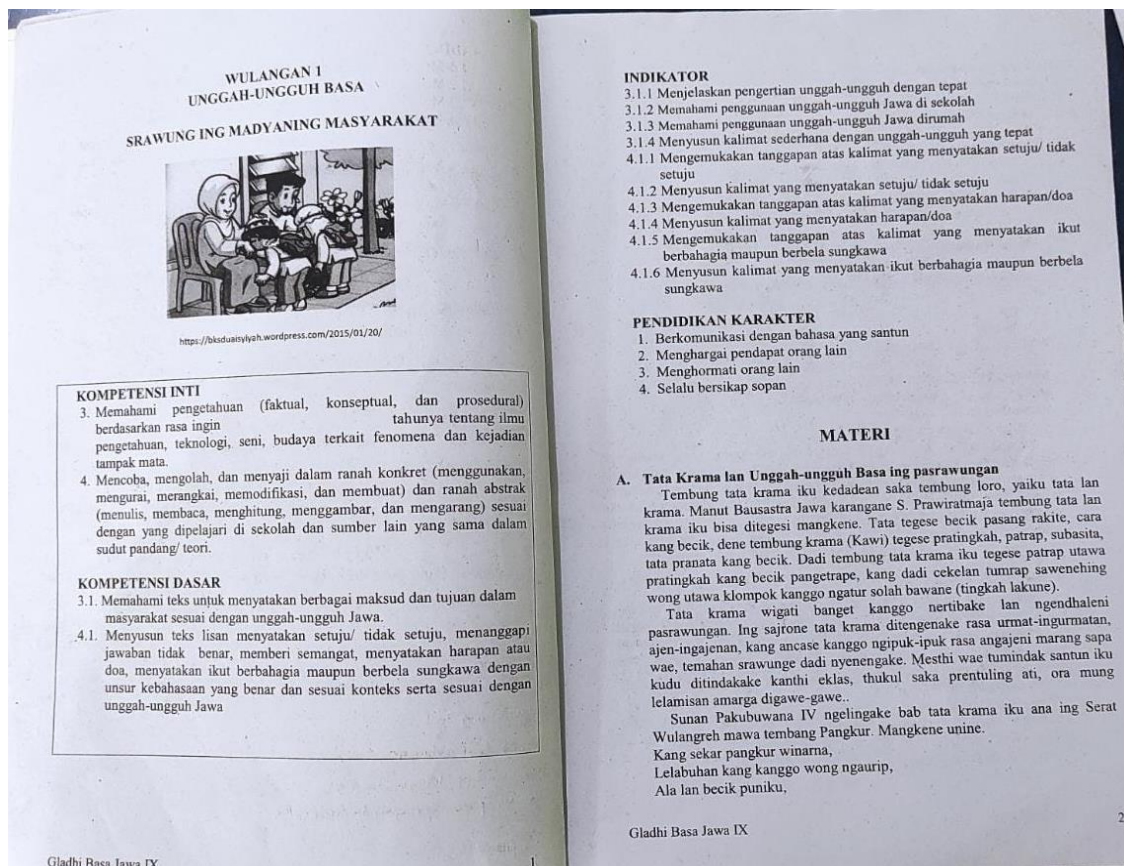 WULANGAN 1
UNGGAH-UNGGUH BASA
SRAWUNG ING MADYANING MASYARAKAT
https://bksduaisyiyah.wordpress.com/2015/01/20/
KOMPETENSI INTI
3. Memahami pengetahuan (faktual, konseptual, dan prosedural)
berdasarkan rasa ingin tahunya tentang ilmu
pengetahuan, teknologi, seni, budaya terkait fenomena dan kejadian
tampak mata.
4. Mencoba, mengolah, dan menyaji dalam ranah konkret (menggunakan,
mengurai, merangkai, memodifikasi, dan membuat) dan ranah abstrak
(menulis, membaca, menghitung, menggambar, dan mengarang) sesuai
dengan yang dipelajari di sekolah dan sumber lain yang sama dalam
sudut pandang/ teori.
KOMPETENSI DASAR
3.1. Memahami teks untuk menyatakan berbagai maksud dan tujuan dalam
masyarakat sesuai dengan unggah-ungguh Jawa.
4.1. Menyusun teks lisan menyatakan setuju/ tidak setuju, menanggapi
jawaban tidak benar, memberi semangat, menyatakan harapan atau
doa, menyatakan ikut berbahagia maupun berbela sungkawa dengan
unsur kebahasaan yang benar dan sesuai konteks serta sesuai dengan
unggah-ungguh Jawa
Gladhi Basa Jawa IX
1
INDIKATOR
3.1.1 Menjelaskan pengertian unggah-ungguh dengan tepat
3.1.2 Memahami penggunaan unggah-ungguh Jawa di sekolah
3.1.3 Memahami penggunaan unggah-ungguh Jawa dirumah
3.1.4 Menyusun kalimat sederhana dengan unggah-ungguh yang tepat
4.1.1 Mengemukakan tanggapan atas kalimat yang menyatakan setuju/ tidak
setuju
4.1.2 Menyusun kalimat yang menyatakan setuju/ tidak setuju
4.1.3 Mengemukakan tanggapan atas kalimat yang menyatakan harapan/doa
4.1.4 Menyusun kalimat yang menyatakan harapan/doa
4.1.5 Mengemukakan tanggapan atas kalimat yang menyatakan ikut
berbahagia maupun berbela sungkawa
4.1.6 Menyusun kalimat yang menyatakan ikut berbahagia maupun berbela
sungkawa
PENDIDIKAN KARAKTER
1. Berkomunikasi dengan bahasa yang santun
2. Menghargai pendapat orang lain
3. Menghormati orang lain
4. Selalu bersikap sopan
MATERI
A. Tata Krama lan Unggah-ungguh Basa ing pasrawungan
Tembung tata krama iku kedadean saka tembung loro, yaiku tata lan
krama. Manut Bausastra Jawa karangane S. Prawiratmaja tembung tata lan
krama iku bisa ditegesi mangkene. Tata tegese becik pasang rakite, cara
kang becik, dene tembung krama (Kawi) tegese pratingkah, patrap, subasita,
tata pranata kang becik. Dadi tembung tata krama iku tegese patrap utawa
pratingkah kang becik pangetrape, kang dadi cekelan tumrap sawenehing
wong utawa klompok kanggo ngatur solah bawane (tingkah lakune).
Tata krama wigati banget kanggo nertibake lan ngendhaleni
pasrawungan. Ing sajrone tata krama ditengenake rasa urmat-ingurmatan,
ajen-ingajenan, kang ancase kanggo ngipuk-ipuk rasa angajeni marang sapa
wae, temahan srawunge dadi nyenengake. Mesthi wae tumindak santun iku
kudu ditindakake kanthi eklas, thukul saka prentuling ati, ora mung
lelamisan amarga digawe-gawe..
Sunan Pakubuwana IV ngelingake bab tata krama iku ana ing Serat
Wulangreh mawa tembang Pangkur. Mangkene unine.
Kang sekar pangkur winarna,
Lelabuhan kang kanggo wong ngaurip,
Ala lan becik puniku,
Gladhi Basa Jawa IX
2